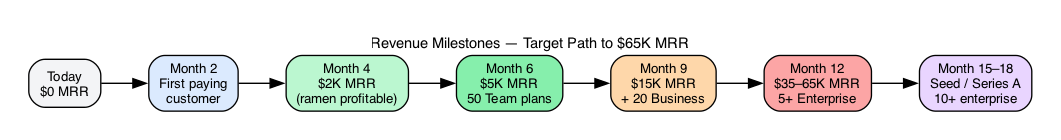 Revenue Milestones — Target Path to $65K MRR
Today
$0 MRR
Month 2
First paying
customer
Month 4
$2K MRR
(ramen profitable)
Month 6
$5K MRR
50 Team plans
Month 9
$15K MRR
+ 20 Business
Month 12
$35–65K MRR
5+ Enterprise
Month 15–18
Seed / Series A
10+ enterprise